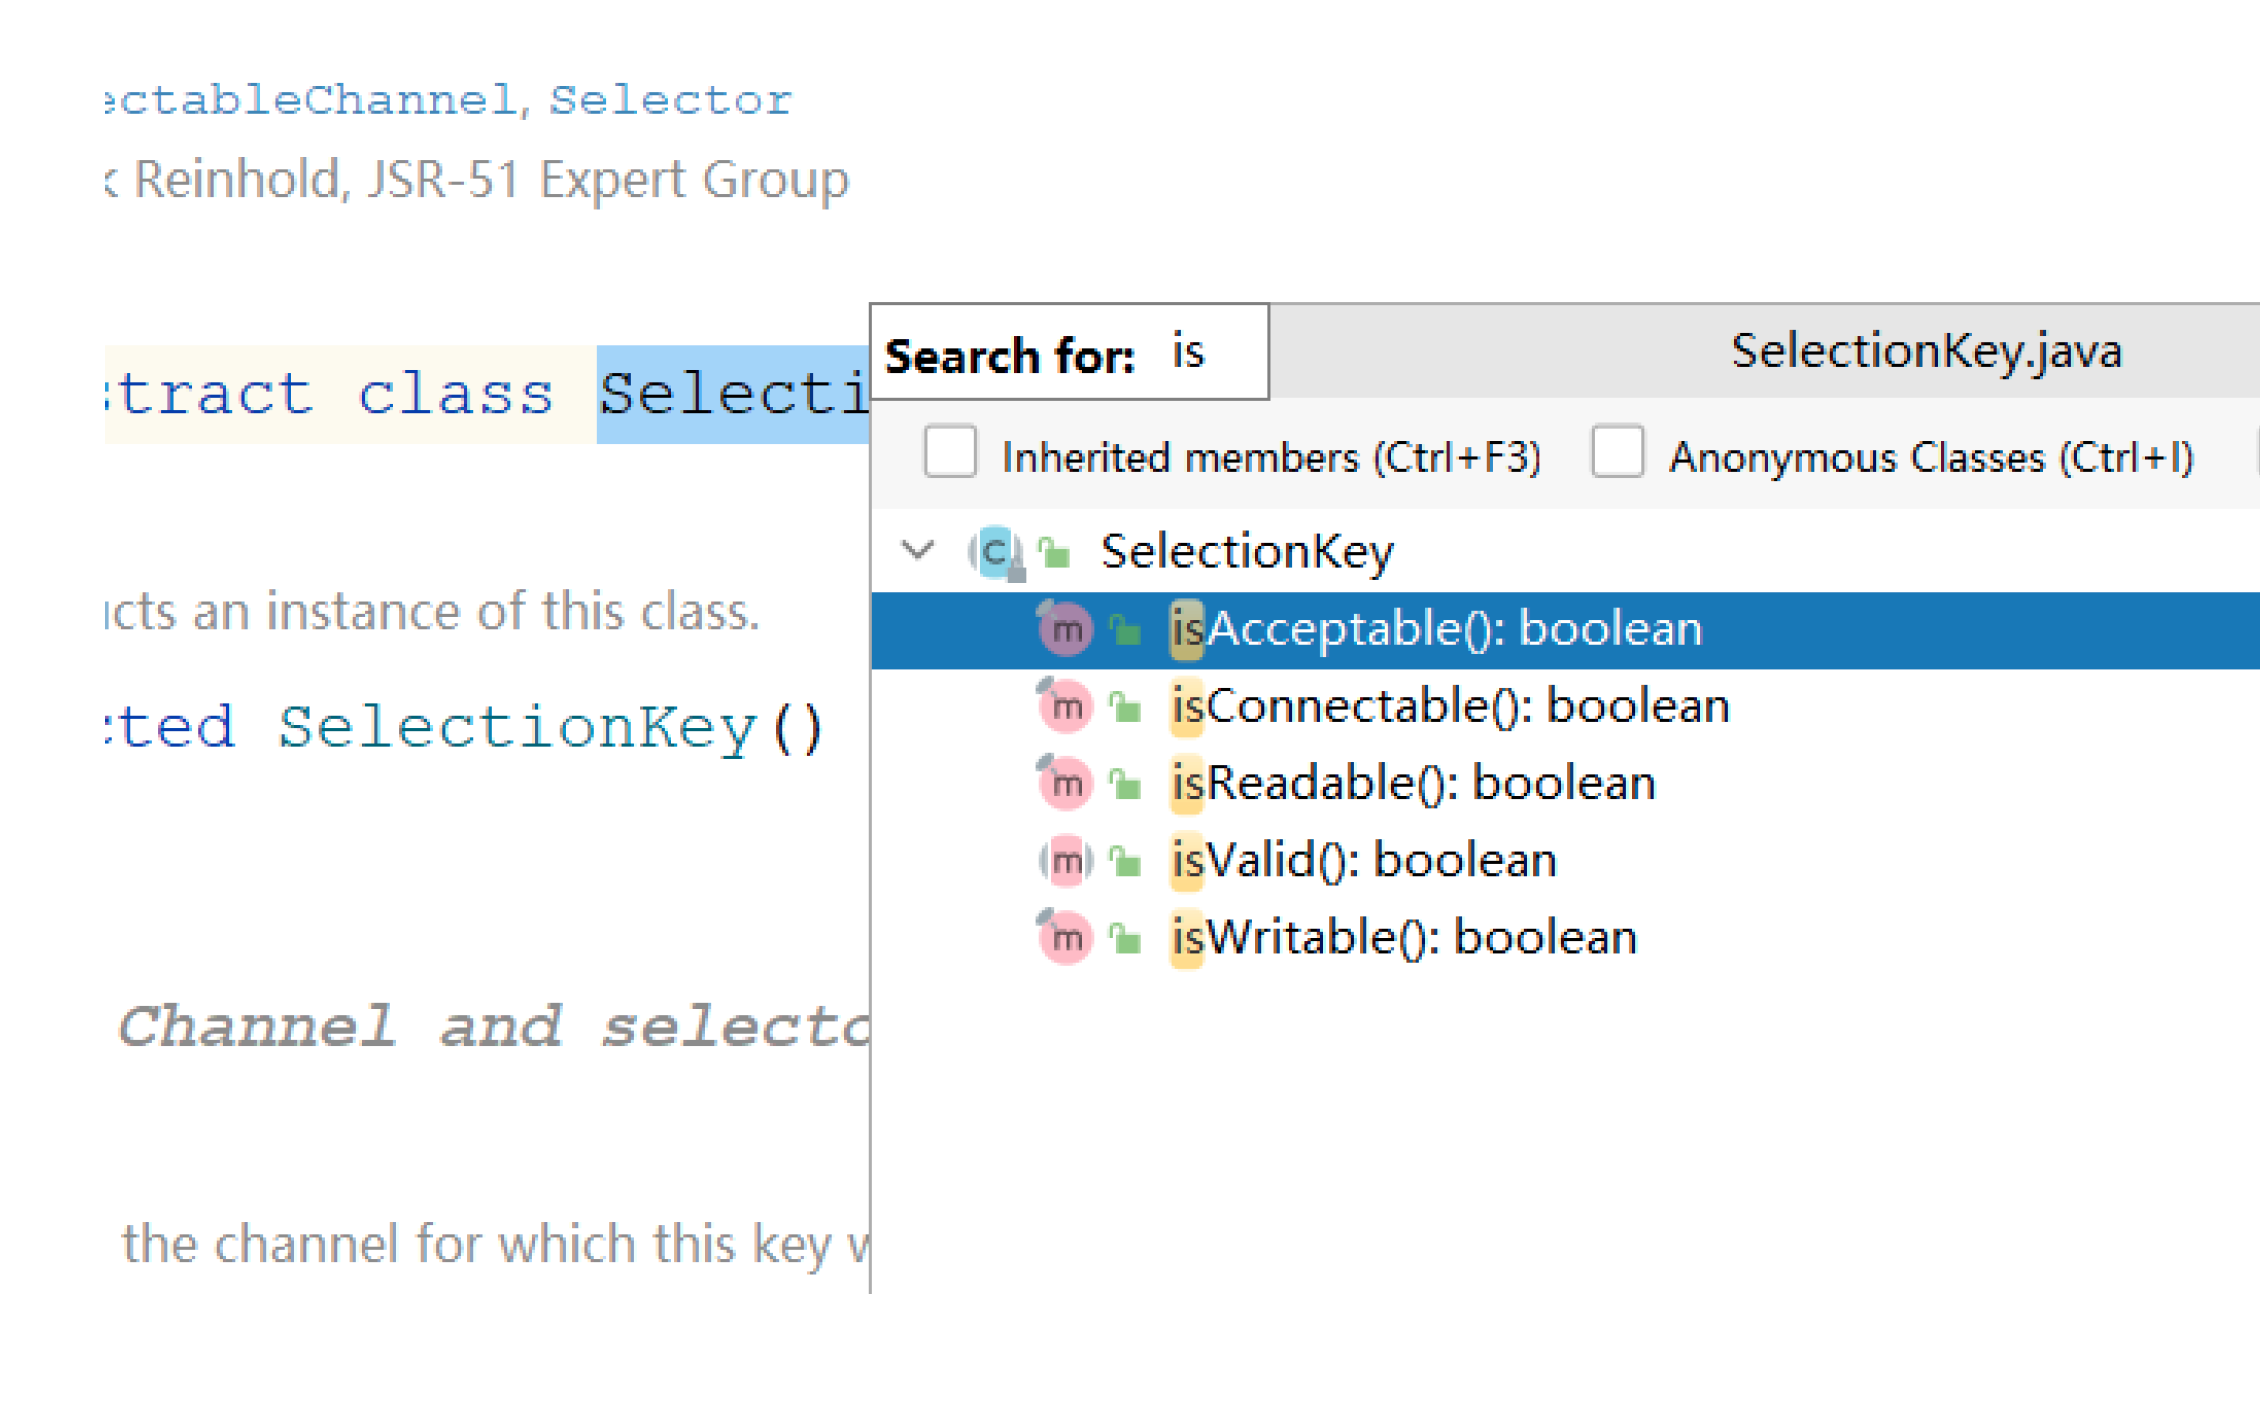 ectableChannel, Selector
Reinhold, JSR-51 Expert Group
stract class Selecti
ucts an instance of this class.
cted SelectionKey()
Channel and selecto
the channel for which this key w
Search for: is
SelectionKey.java
Inherited members (Ctrl+F3) Anonymous Classes (Ctrl+I)
SelectionKey
isAcceptable(): boolean
isConnectable(): boolean
isReadable(): boolean
isValid(): boolean
isWritable(): boolean